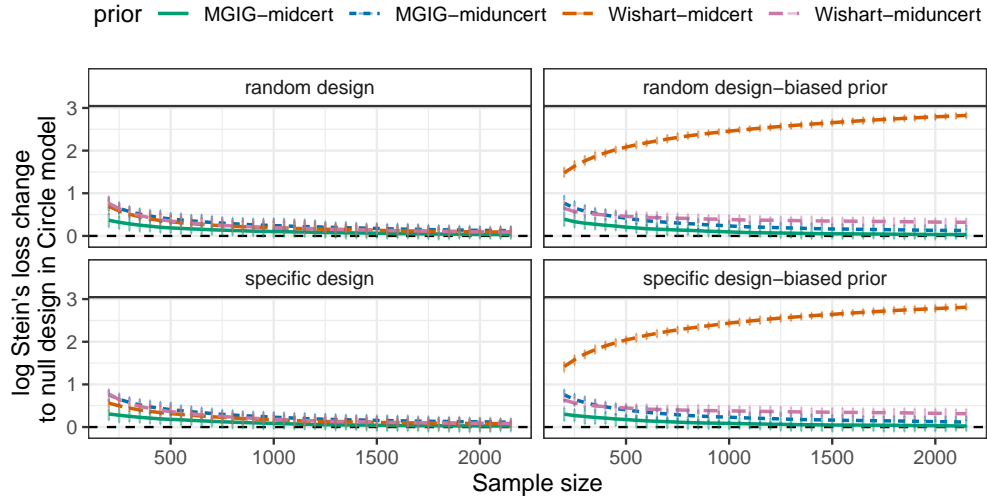 prior MGIG−midcert MGIG−miduncert Wishart−midcert Wishart−miduncert
random design random design−biased prior
3
2
1
0
specific design specific design−biased prior
3
2
1
0
500 1000 1500 2000 500 1000 1500 2000
Sample size
log Stein's loss change
to null design in Circle model